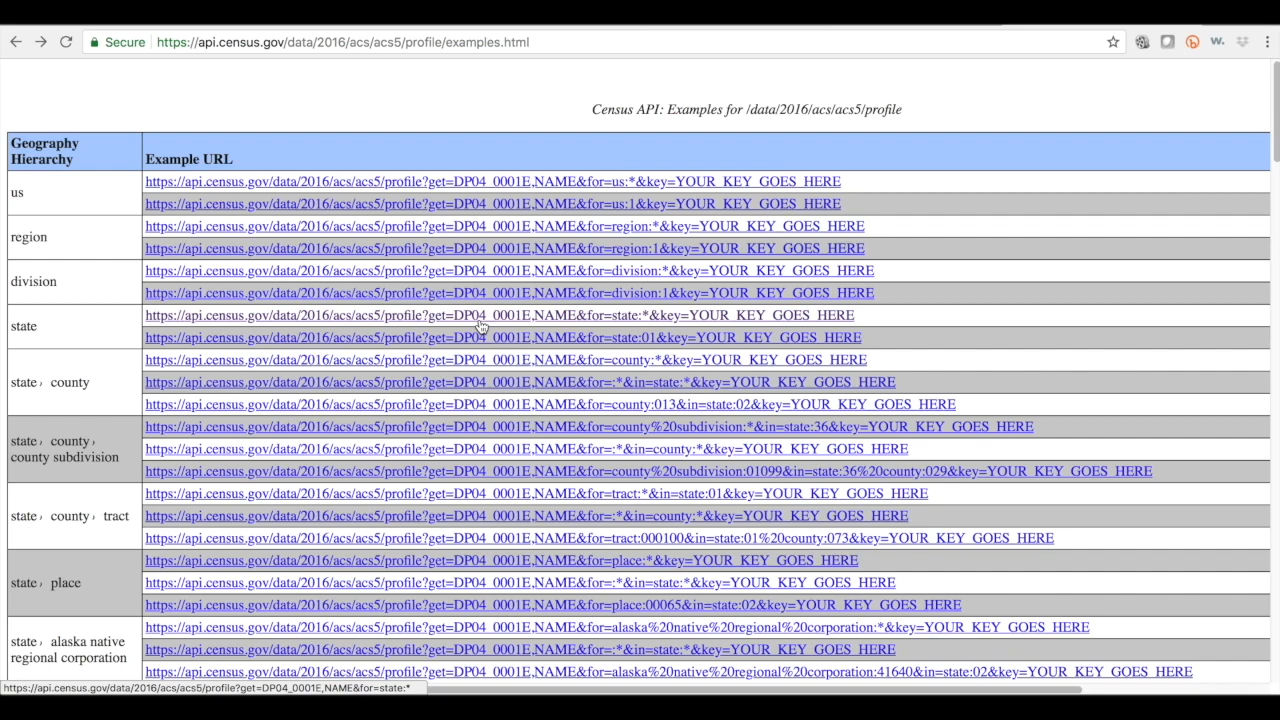 Secure https://api.census.gov/data/2016/acs/acs5/profile/examples.html
Census API: Examples for /data/2016/acs/acs5/profile
Geography Hierarchy
Example URL
us
https://api.census.gov/data/2016/acs/acs5/profile?get=DP04_0001E,NAME&for=us:*&key=YOUR_KEY_GOES_HERE
https://api.census.gov/data/2016/acs/acs5/profile?get=DP04_0001E,NAME&for=us:1&key=YOUR_KEY_GOES_HERE
region
https://api.census.gov/data/2016/acs/acs5/profile?get=DP04_0001E,NAME&for=region:*&key=YOUR_KEY_GOES_HERE
https://api.census.gov/data/2016/acs/acs5/profile?get=DP04_0001E,NAME&for=region:1&key=YOUR_KEY_GOES_HERE
division
https://api.census.gov/data/2016/acs/acs5/profile?get=DP04_0001E,NAME&for=division:*&key=YOUR_KEY_GOES_HERE
https://api.census.gov/data/2016/acs/acs5/profile?get=DP04_0001E,NAME&for=division:1&key=YOUR_KEY_GOES_HERE
state
https://api.census.gov/data/2016/acs/acs5/profile?get=DP04_0001E,NAME&for=state:*&key=YOUR_KEY_GOES_HERE
https://api.census.gov/data/2016/acs/acs5/profile?get=DP04_0001E,NAME&for=state:01&key=YOUR_KEY_GOES_HERE
state › county
https://api.census.gov/data/2016/acs/acs5/profile?get=DP04_0001E,NAME&for=county:*&key=YOUR_KEY_GOES_HERE
https://api.census.gov/data/2016/acs/acs5/profile?get=DP04_0001E,NAME&for=:*&in=state:*&key=YOUR_KEY_GOES_HERE
https://api.census.gov/data/2016/acs/acs5/profile?get=DP04_0001E,NAME&for=county:013&in=state:02&key=YOUR_KEY_GOES_HERE
state › county ›
county subdivision
https://api.census.gov/data/2016/acs/acs5/profile?get=DP04_0001E,NAME&for=county%20subdivision:*&in=state:36&key=YOUR_KEY_GOES_HERE
https://api.census.gov/data/2016/acs/acs5/profile?get=DP04_0001E,NAME&for=:*&in=county:*&key=YOUR_KEY_GOES_HERE
https://api.census.gov/data/2016/acs/acs5/profile?get=DP04_0001E,NAME&for=county%20subdivision:01099&in=state:36%20county:029&key=YOUR_KEY_GOES_HERE
state › county › tract
https://api.census.gov/data/2016/acs/acs5/profile?get=DP04_0001E,NAME&for=tract:*&in=state:01&key=YOUR_KEY_GOES_HERE
https://api.census.gov/data/2016/acs/acs5/profile?get=DP04_0001E,NAME&for=:*&in=county:*&key=YOUR_KEY_GOES_HERE
https://api.census.gov/data/2016/acs/acs5/profile?get=DP04_0001E,NAME&for=tract:000100&in=state:01%20county:073&key=YOUR_KEY_GOES_HERE
state › place
https://api.census.gov/data/2016/acs/acs5/profile?get=DP04_0001E,NAME&for=place:*&key=YOUR_KEY_GOES_HERE
https://api.census.gov/data/2016/acs/acs5/profile?get=DP04_0001E,NAME&for=:*&in=state:*&key=YOUR_KEY_GOES_HERE
https://api.census.gov/data/2016/acs/acs5/profile?get=DP04_0001E,NAME&for=place:00065&in=state:02&key=YOUR_KEY_GOES_HERE
state › alaska native
regional corporation
https://api.census.gov/data/2016/acs/acs5/profile?get=DP04_0001E,NAME&for=alaska%20native%20regional%20corporation:*&key=YOUR_KEY_GOES_HERE
https://api.census.gov/data/2016/acs/acs5/profile?get=DP04_0001E,NAME&for=:*&in=state:*&key=YOUR_KEY_GOES_HERE
https://api.census.gov/data/2016/acs/acs5/profile?get=DP04_0001E,NAME&for=alaska%20native%20regional%20corporation:41640&in=state:02&key=YOUR_KEY_GOES_HERE
https://api.census.gov/data/2016/acs/acs5/profile?get=DP04_0001E,NAME&for=state:*